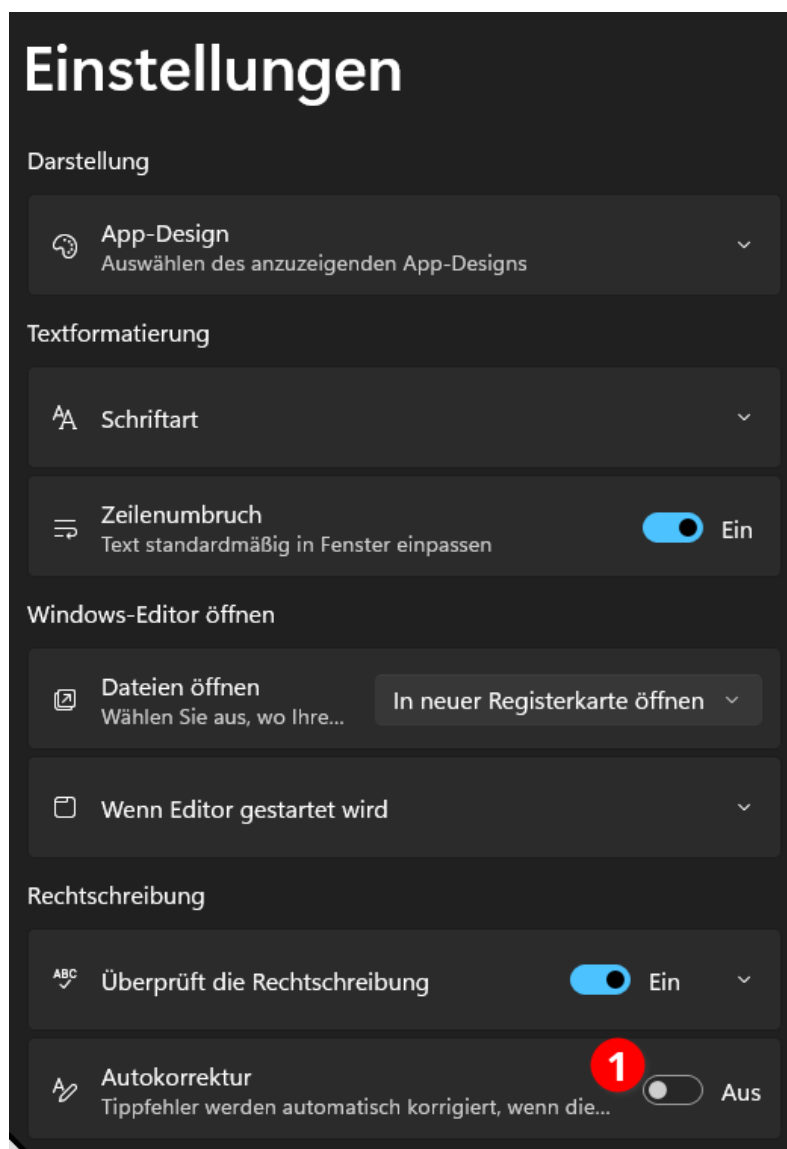 Einstellungen
Darstellung
App-Design
Auswählen des anzuzeigenden App-Designs
Textformatierung
AA Schriftart
Zeilenumbruch
Text standardmäßig in Fenster einpassen
Ein
Windows-Editor öffnen
Dateien öffnen
Wählen Sie aus, wo Ihre...
In neuer Registerkarte öffnen
Wenn Editor gestartet wird
Rechtschreibung
ABC Überprüft die Rechtschreibung Ein
Autokorrektur
Tippfehler werden automatisch korrigiert, wenn die...
1
Aus